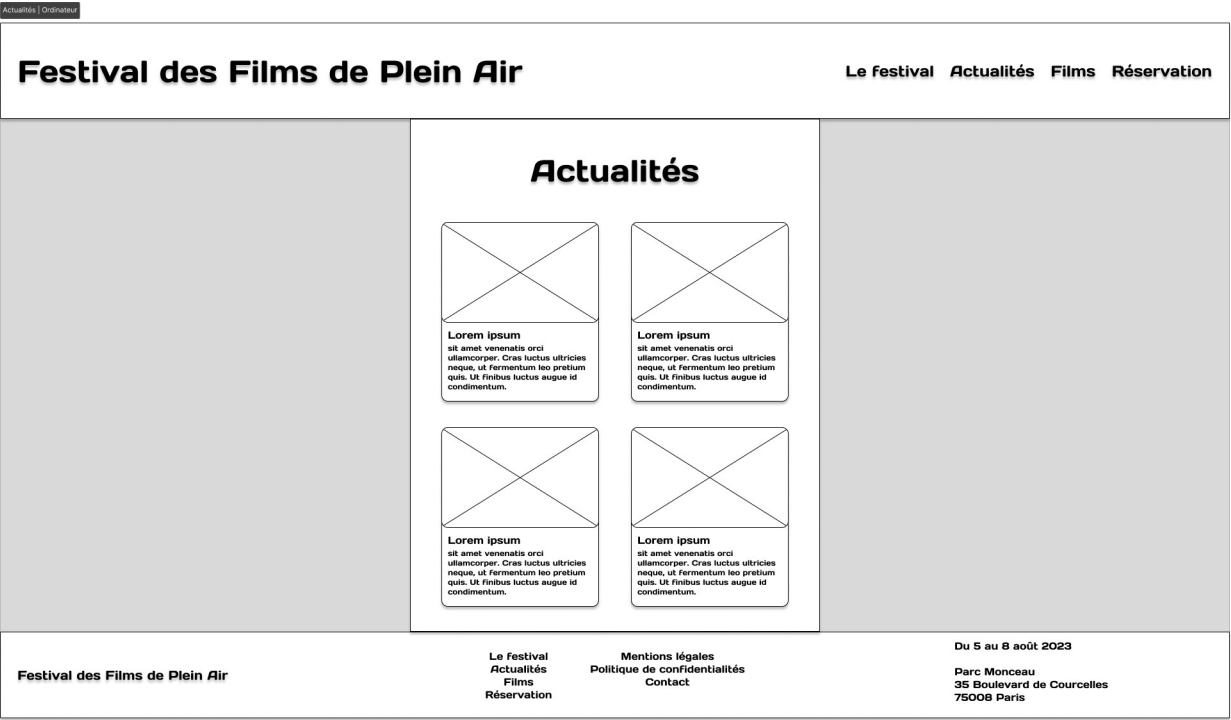 Actualités | Ordinateur
Festival des Films de Plein Air
Le festival Actualités Films Réservation
Actualités
Lorem ipsum
sit amet venenatis orci
ullamcorper. Cras luctus ultricies
neque, ut fermentum leo pretium
quis. Ut finibus luctus augue id
condimentum.
Lorem ipsum
sit amet venenatis orci
ullamcorper. Cras luctus ultricies
neque, ut fermentum leo pretium
quis. Ut finibus luctus augue id
condimentum.
Lorem ipsum
sit amet venenatis orci
ullamcorper. Cras luctus ultricies
neque, ut fermentum leo pretium
quis. Ut finibus luctus augue id
condimentum.
Lorem ipsum
sit amet venenatis orci
ullamcorper. Cras luctus ultricies
neque, ut fermentum leo pretium
quis. Ut finibus luctus augue id
condimentum.
Festival des Films de Plein Air
Le festival
Actualités
Films
Réservation
Mentions légales
Politique de confidentialités
Contact
Du 5 au 8 août 2023
Parc Monceau
35 Boulevard de Courcelles
75008 Paris